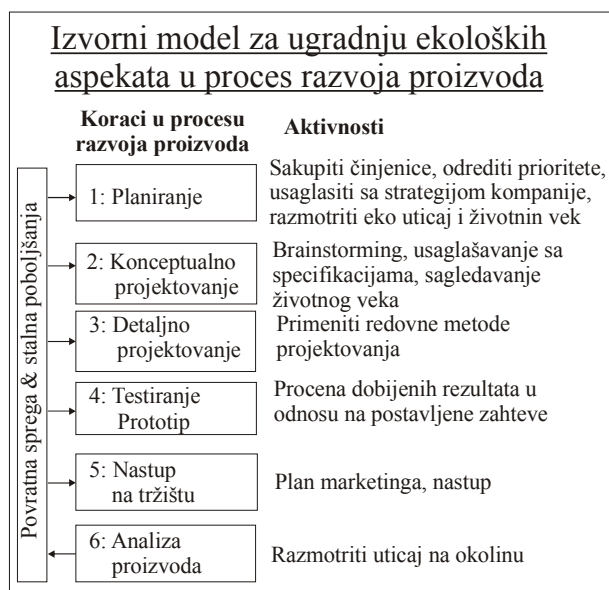 Izvorni model za ugradnju ekoloških
aspekata u proces razvoja proizvoda
Koraci u procesu
razvoja proizvoda
Aktivnosti
Povratna sprega & stalna poboljšanja
1: Planiranje
Sakupiti činjenice, odrediti prioritete,
usaglasiti sa strategijom kompanije,
razmotriti eko uticaj i životnin vek
2: Konceptualno
projektovanje
Brainstorming, usaglašavanje sa
specifikacijama, sagledavanje
životnog veka
3: Detaljno
projektovanje
Primeniti redovne metode
projektovanja
4: Testiranje
Prototip
Procena dobijenih rezultata u
odnosu na postavljene zahteve
5: Nastup
na tržištu
Plan marketinga, nastup
6: Analiza
proizvoda
Razmotriti uticaj na okolinu